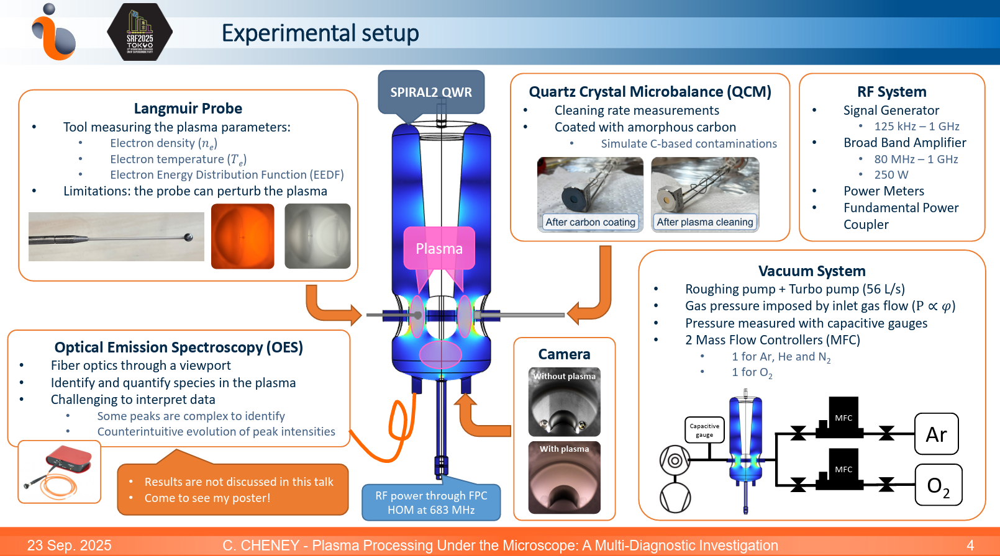 SRF2025
TOKYO
Experimental setup
Langmuir Probe
• Tool measuring the plasma parameters:
• Electron density (nₑ)
• Electron temperature (Tₑ)
• Electron Energy Distribution Function (EEDF)
• Limitations: the probe can perturb the plasma
Optical Emission Spectroscopy (OES)
• Fiber optics through a viewport
• Identify and quantify species in the plasma
• Challenging to interpret data
• Some peaks are complex to identify
• Counterintuitive evolution of peak intensities
• Results are not discussed in this talk
• Come to see my poster!
SPIRAL2 QWR
Plasma
RF power through FPC
HOM at 683 MHz
Quartz Crystal Microbalance (QCM)
• Cleaning rate measurements
• Coated with amorphous carbon
• Simulate C-based contaminations
After carbon coating
After plasma cleaning
Camera
Without plasma
With plasma
RF System
• Signal Generator
• 125 kHz – 1 GHz
• Broad Band Amplifier
• 80 MHz – 1 GHz
• 250 W
• Power Meters
• Fundamental Power
Coupler
Vacuum System
• Roughing pump + Turbo pump (56 L/s)
• Gas pressure imposed by inlet gas flow (P ∝ φ)
• Pressure measured with capacitive gauges
• 2 Mass Flow Controllers (MFC)
• 1 for Ar, He and N₂
• 1 for O₂
Capacitive
gauge
MFC
Ar
MFC
O₂
23 Sep. 2025
C. CHENEY - Plasma Processing Under the Microscope: A Multi-Diagnostic Investigation
4